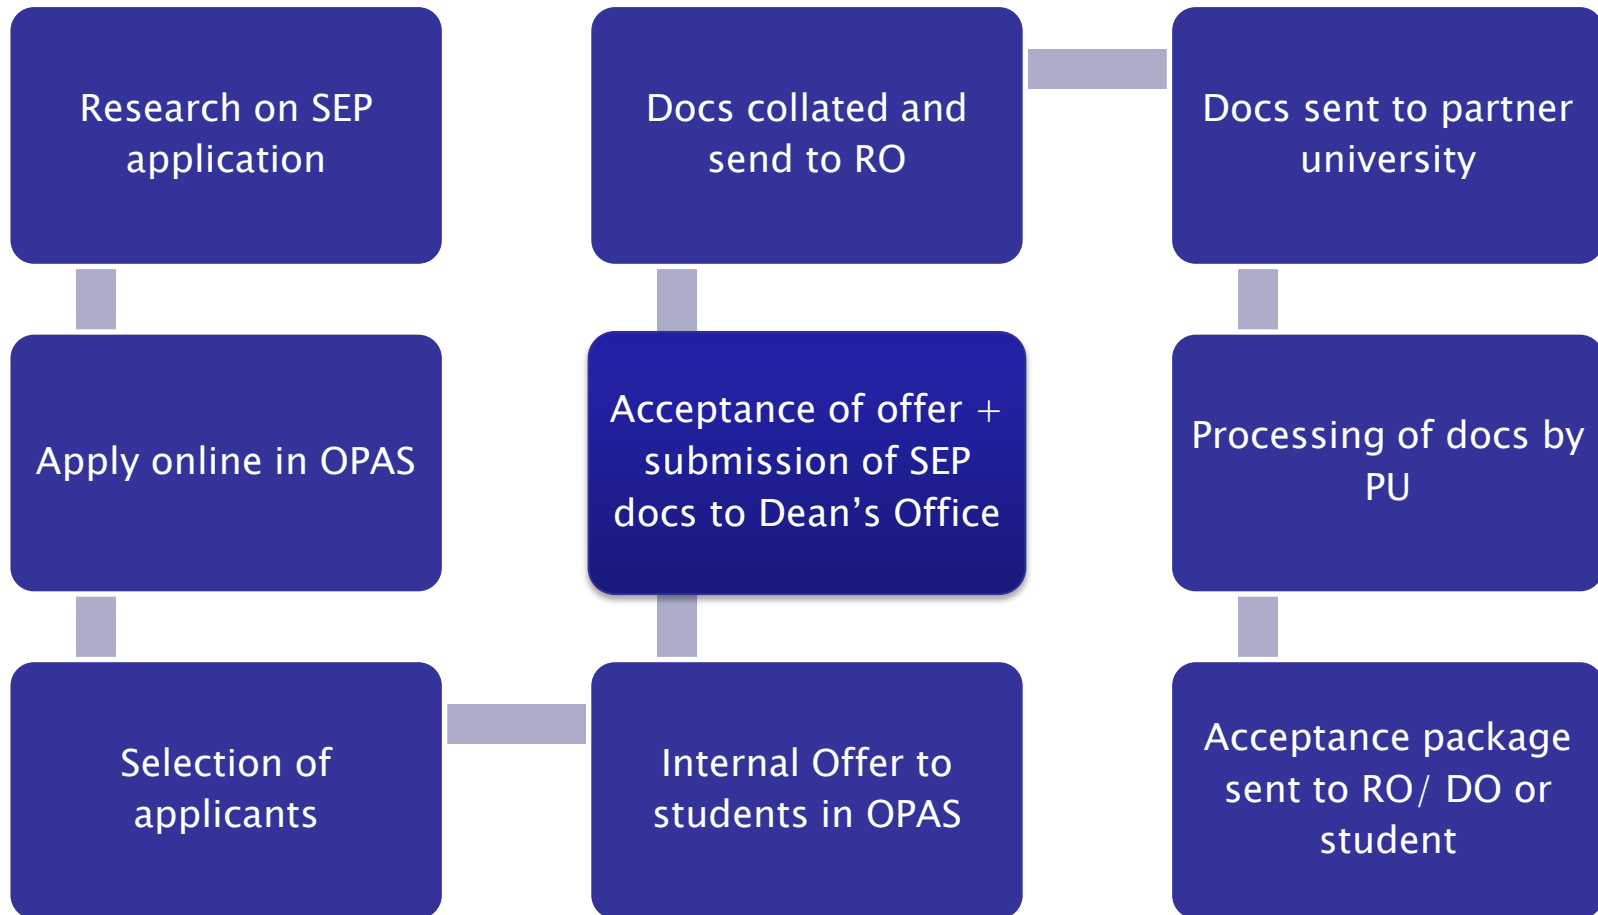 Research on SEP
application
Apply online in OPAS
Selection of
applicants
Internal Offer to
students in OPAS
Acceptance of offer +
submission of SEP
docs to Dean’s Office
Docs collated and
send to RO
Docs sent to partner
university
Processing of docs by
PU
Acceptance package
sent to RO/ DO or
student